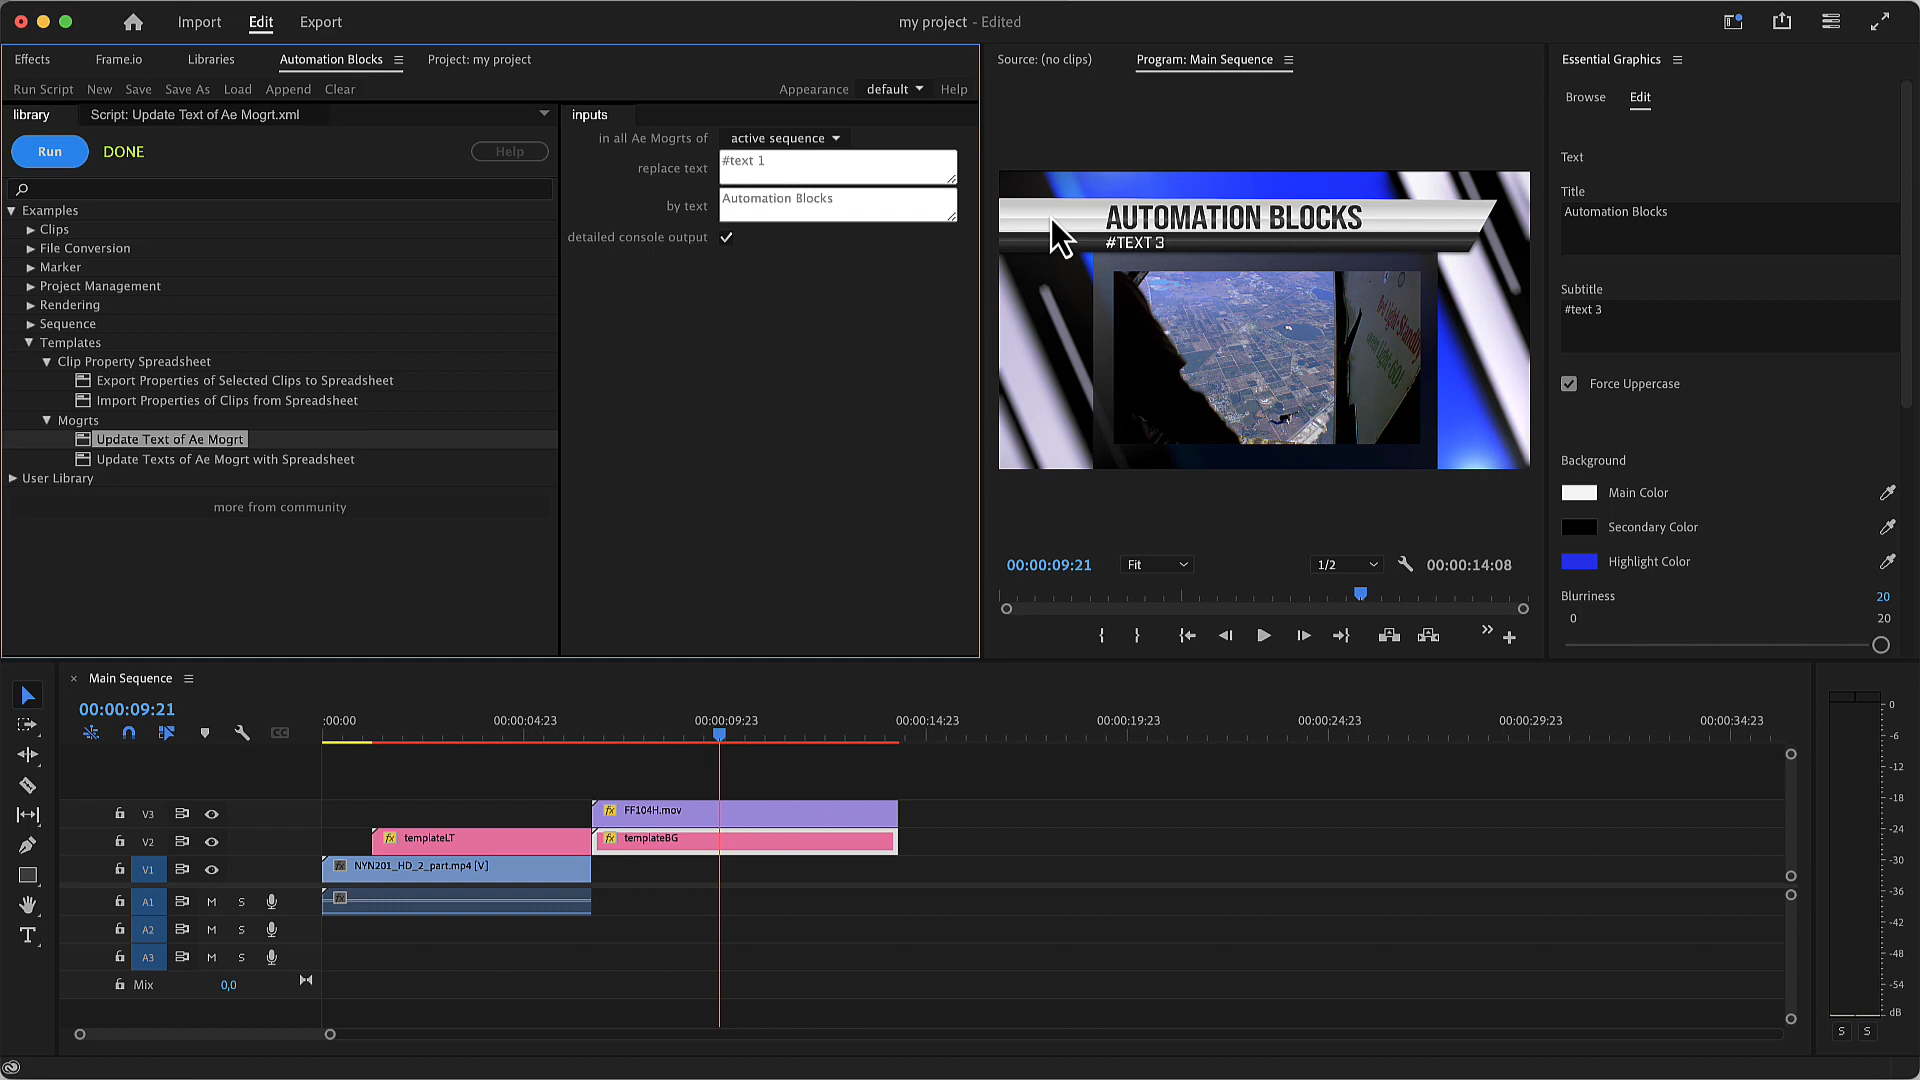 Import
Edit
Export
my project - Edited
Effects
Frame.io
Libraries
Automation Blocks
Project: my project
Run Script
New
Save
Save As
Load
Append
Clear
Appearance
default
Help
library
Script: Update Text of Ae Mogrt.xml
Run
DONE
Help
Examples
Clips
File Conversion
Marker
Project Management
Rendering
Sequence
Templates
Clip Property Spreadsheet
Export Properties of Selected Clips to Spreadsheet
Import Properties of Clips from Spreadsheet
Mogrts
Update Text of Ae Mogrt
Update Texts of Ae Mogrt with Spreadsheet
User Library
more from community
inputs
in all Ae Mogrts of
active sequence
replace text
#text 1
by text
Automation Blocks
detailed console output
Source: (no clips)
Program: Main Sequence
AUTOMATION BLOCKS
#TEXT 3
00:00:09:21
Fit
1/2
00:00:14:08
Essential Graphics
Browse
Edit
Text
Title
Automation Blocks
Subtitle
#text 3
Force Uppercase
Background
Main Color
Secondary Color
Highlight Color
Blurriness
20
0
20
Main Sequence
00:00:09:21
:00:00
00:00:04:23
00:00:09:23
00:00:14:23
00:00:19:23
00:00:24:23
00:00:29:23
00:00:34:23
V3
fx FF104H.mov
V2
fx templateLT
fx templateBG
V1
fx NYN201_HD_2_part.mp4 [V]
A1
M
S
fx
A2
M
S
A3
M
S
Mix
0,0
0
-6
-12
-18
-24
-30
-36
-42
-48
-54
dB
S
S